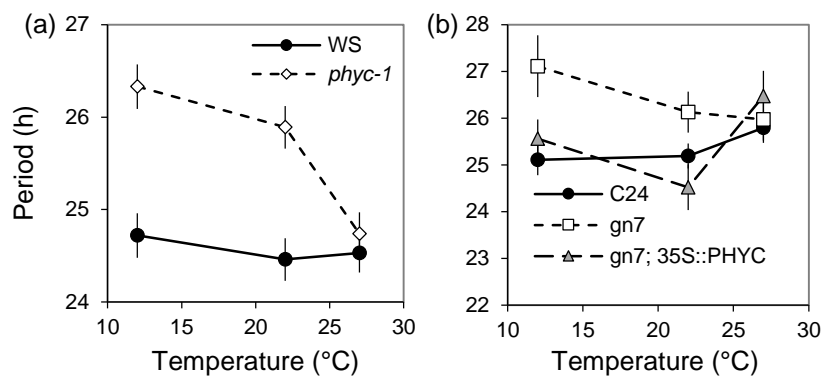 (a)
27
26
25
24
Period (h)
WS
phyc-1
10 15 20 25 30
Temperature (°C)
(b)
28
27
26
25
24
23
22
C24
gn7
gn7; 35S::PHYC
10 15 20 25 30
Temperature (°C)